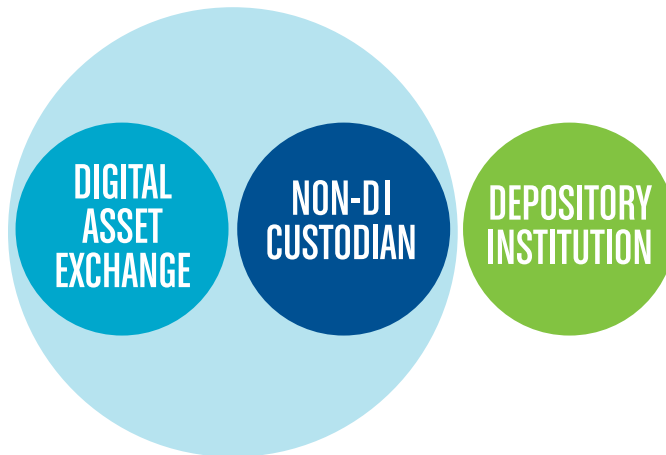 DIGITAL
ASSET
EXCHANGE
NON-DI
CUSTODIAN
DEPOSITORY
INSTITUTION